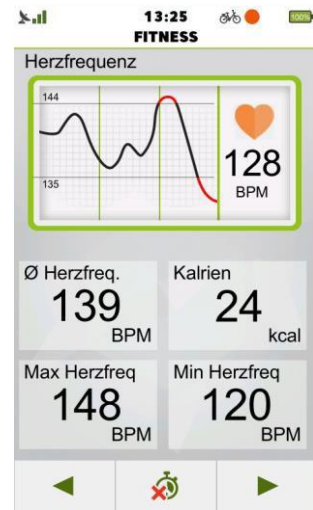 13:25
100%
FITNESS
Herzfrequenz
144
135
128
BPM
Ø Herzfreq.
139
BPM
Kalrien
24
kcal
Max Herzfreq
148
BPM
Min Herzfreq
120
BPM